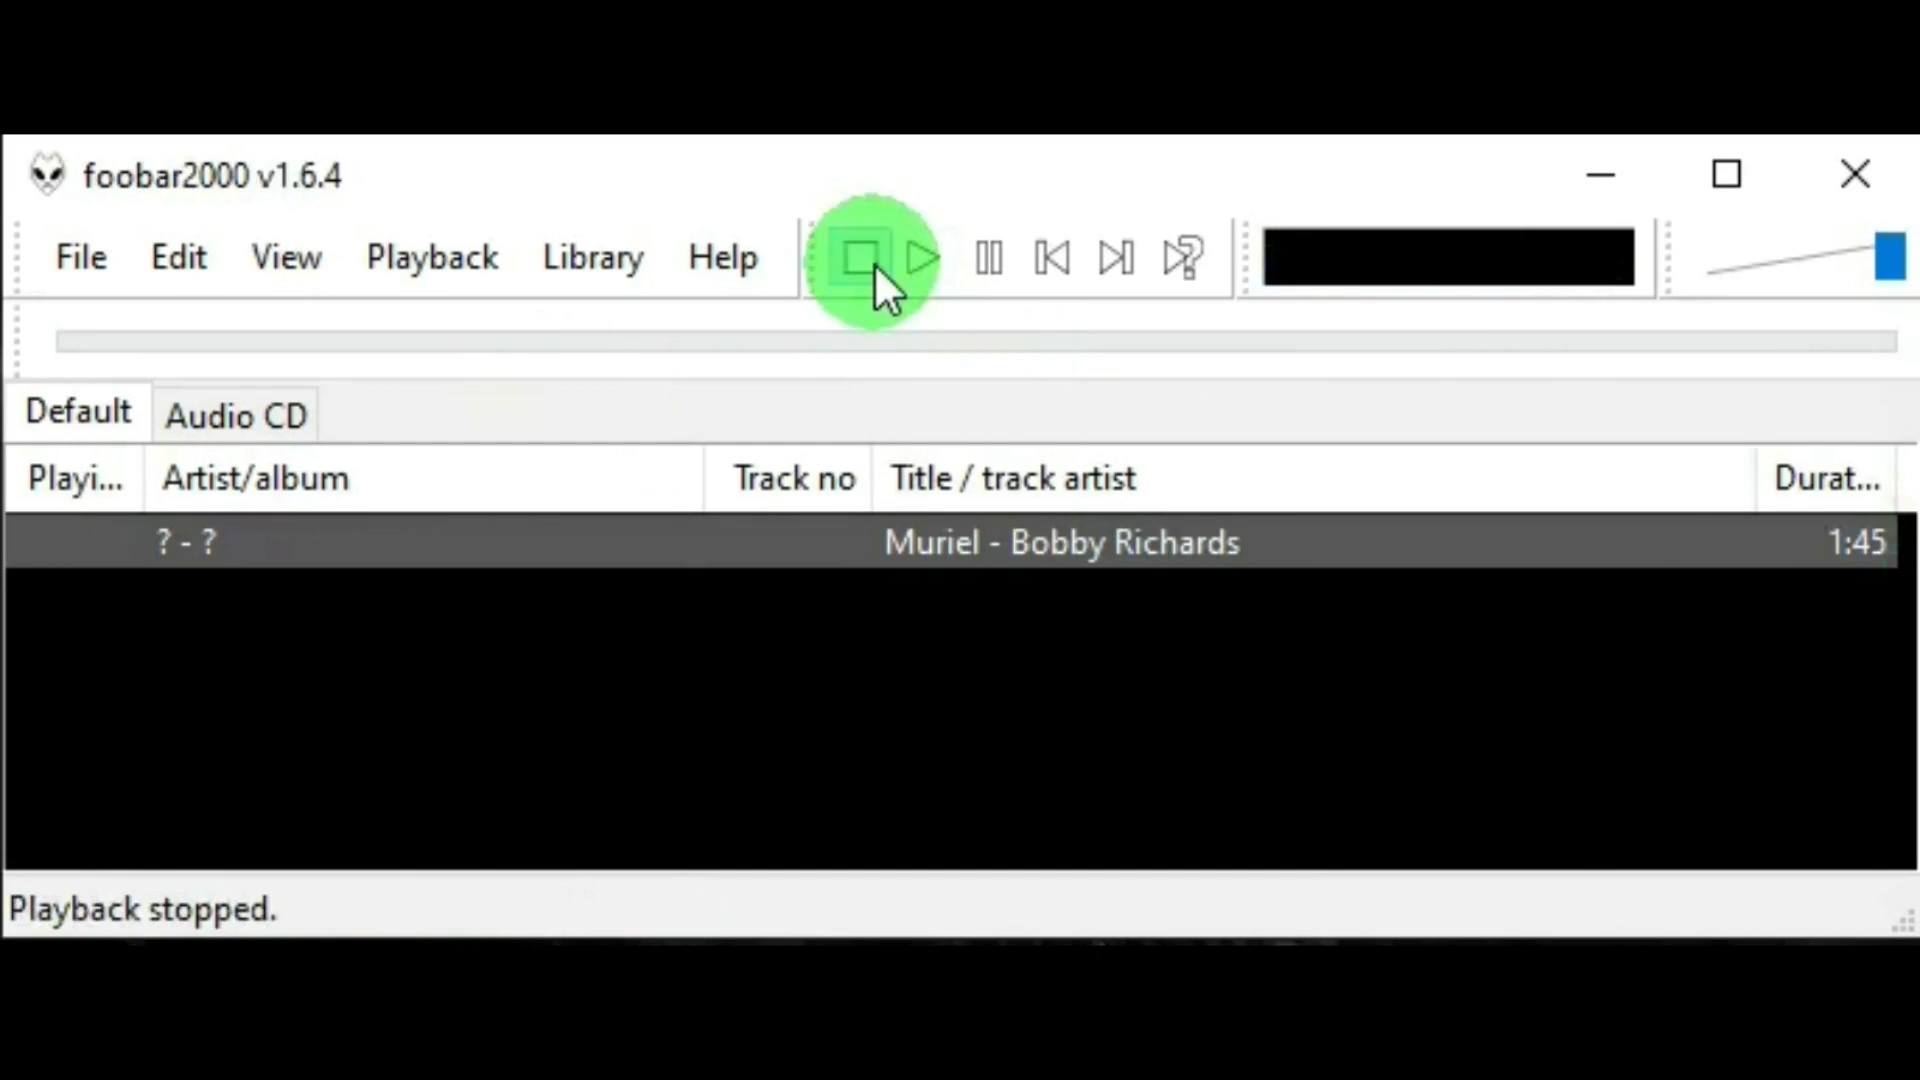 foobar2000 v1.6.4
File Edit View Playback Library Help
Default Audio CD
Playi... Artist/album Track no Title / track artist Durat...
? - ? Muriel - Bobby Richards 1:45
Playback stopped.